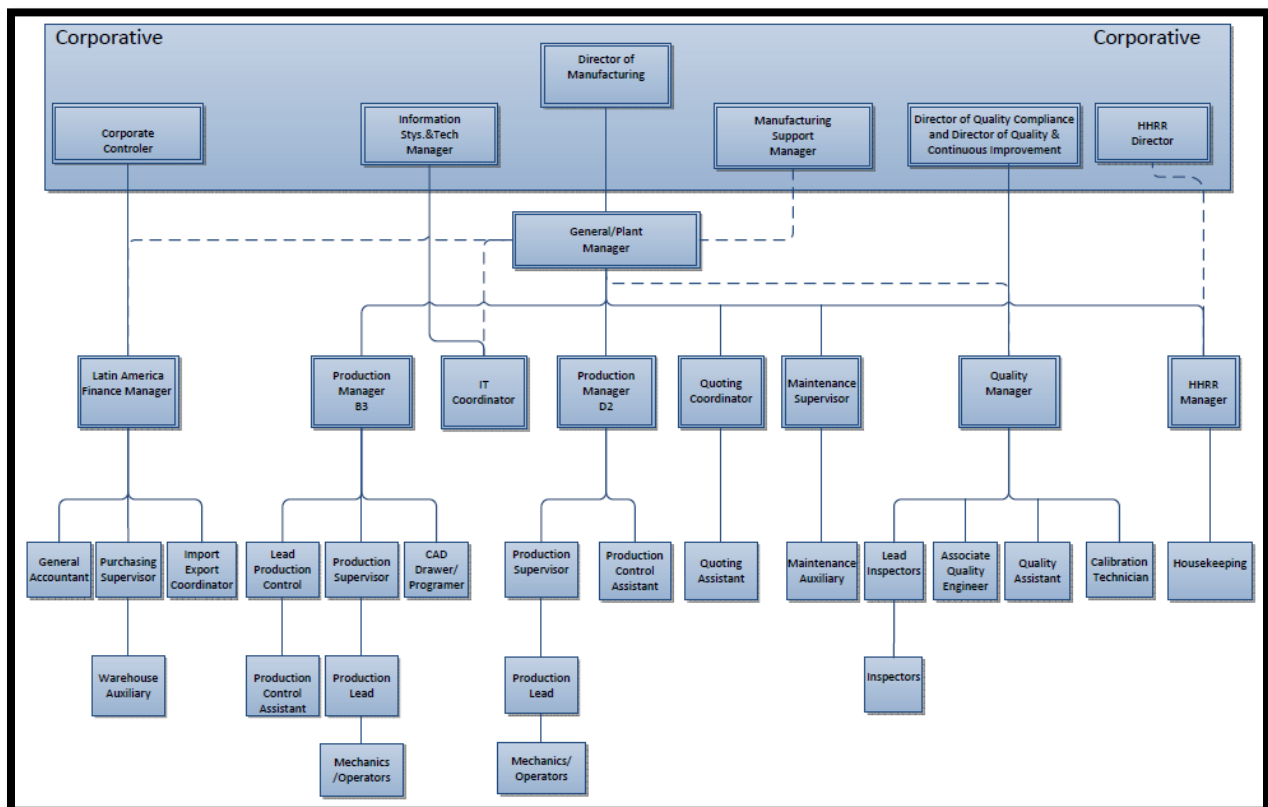 Corporative
Corporative
Director of
Manufacturing
Corporate
Controler
Information
Stys.&Tech
Manager
Manufacturing
Support
Manager
Director of Quality Compliance
and Director of Quality &
Continuous Improvement
HHRR
Director
General/Plant
Manager
Latin America
Finance Manager
Production
Manager
B3
IT
Coordinator
Production
Manager
D2
Quoting
Coordinator
Maintenance
Supervisor
Quality
Manager
HHRR
Manager
General
Accountant
Purchasing
Supervisor
Import
Export
Coordinator
Lead
Production
Control
Production
Supervisor
CAD
Drawer/
Programer
Production
Supervisor
Production
Control
Assistant
Quoting
Assistant
Maintenance
Auxiliary
Lead
Inspectors
Associate
Quality
Engineer
Quality
Assistant
Calibration
Technician
Housekeeping
Warehouse
Auxiliary
Production
Control
Assistant
Production
Lead
Production
Lead
Inspectors
Mechanics
/Operators
Mechanics/
Operators